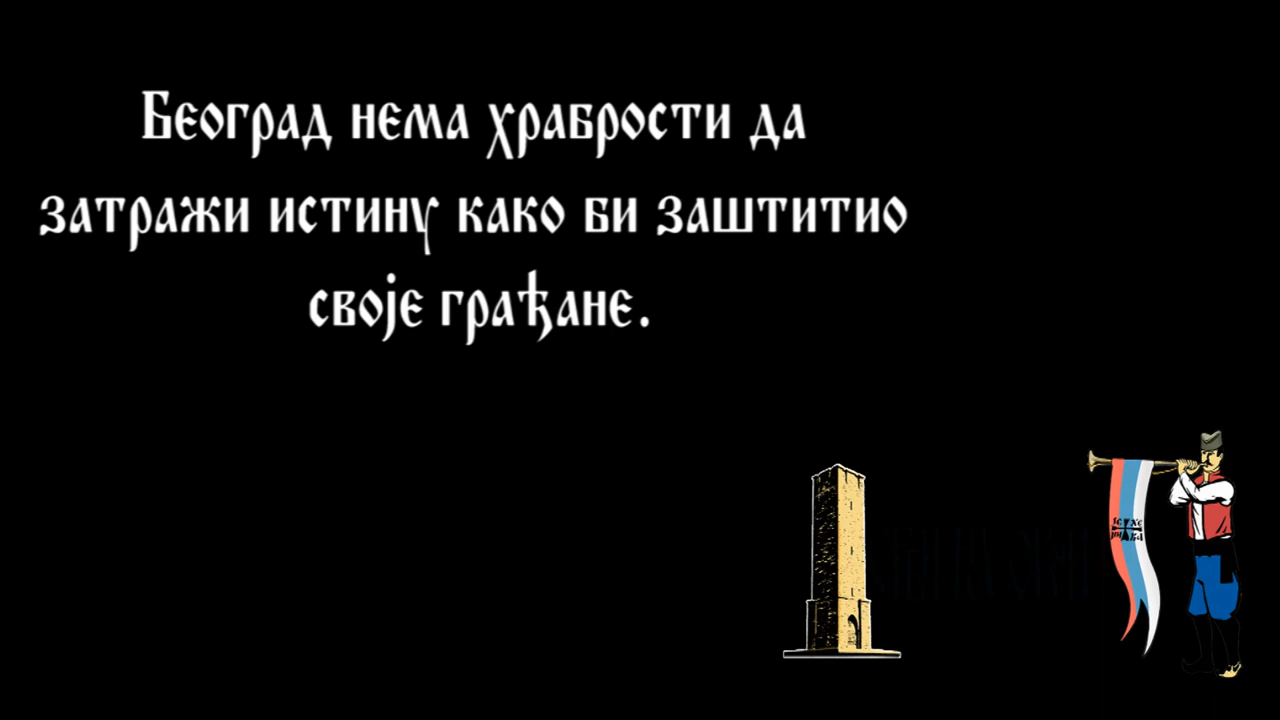 Београд нема храбрости да
затражи истину како би заштитио
своје грађане.